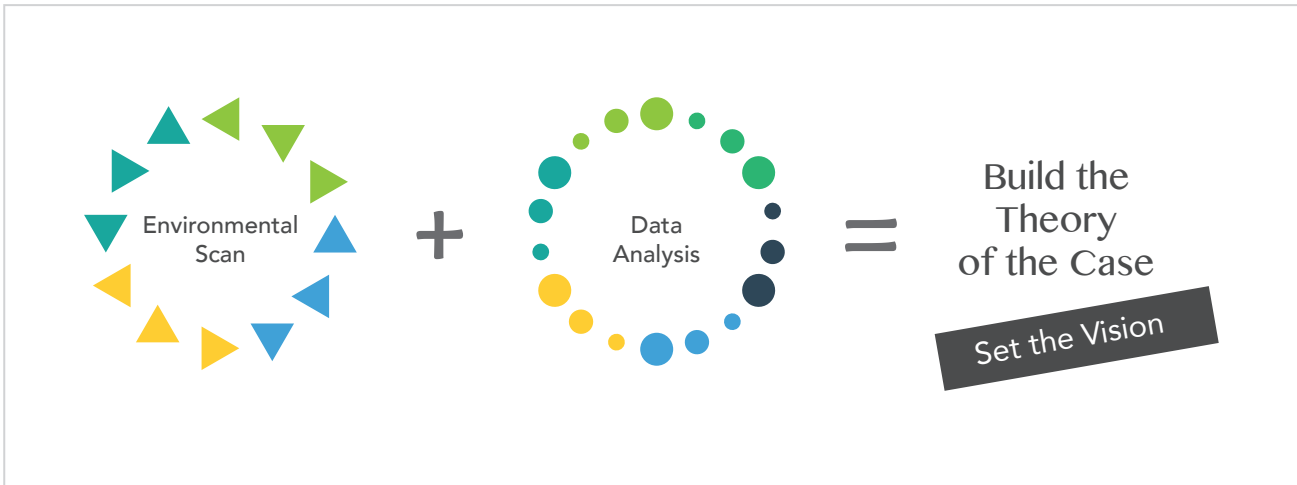 Environmental
Scan
+
Data
Analysis
=
Build the
Theory
of the Case
Set the Vision